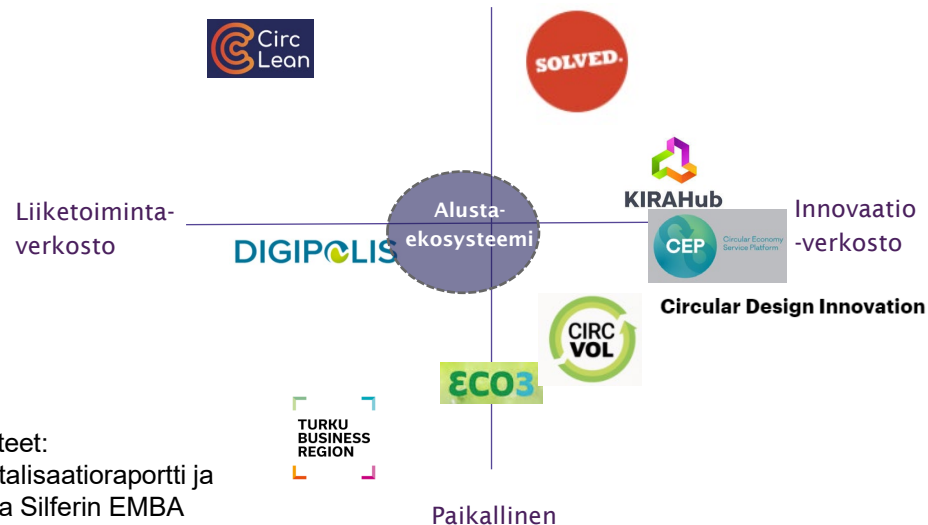 Circ
Lean
SOLVED.
KIRAHub
Liiketoiminta-
verkosto
Alusta-
ekosysteemi
Innovaatio
-verkosto
DIGIPOLIS
CEP
Circular Economy
Service Platform
Circular Design Innovation
CIRC
VOL
ECO3
TURKU
BUSINESS
REGION
teet:
talisaatioraportti ja
a Silferin EMBA
Paikallinen